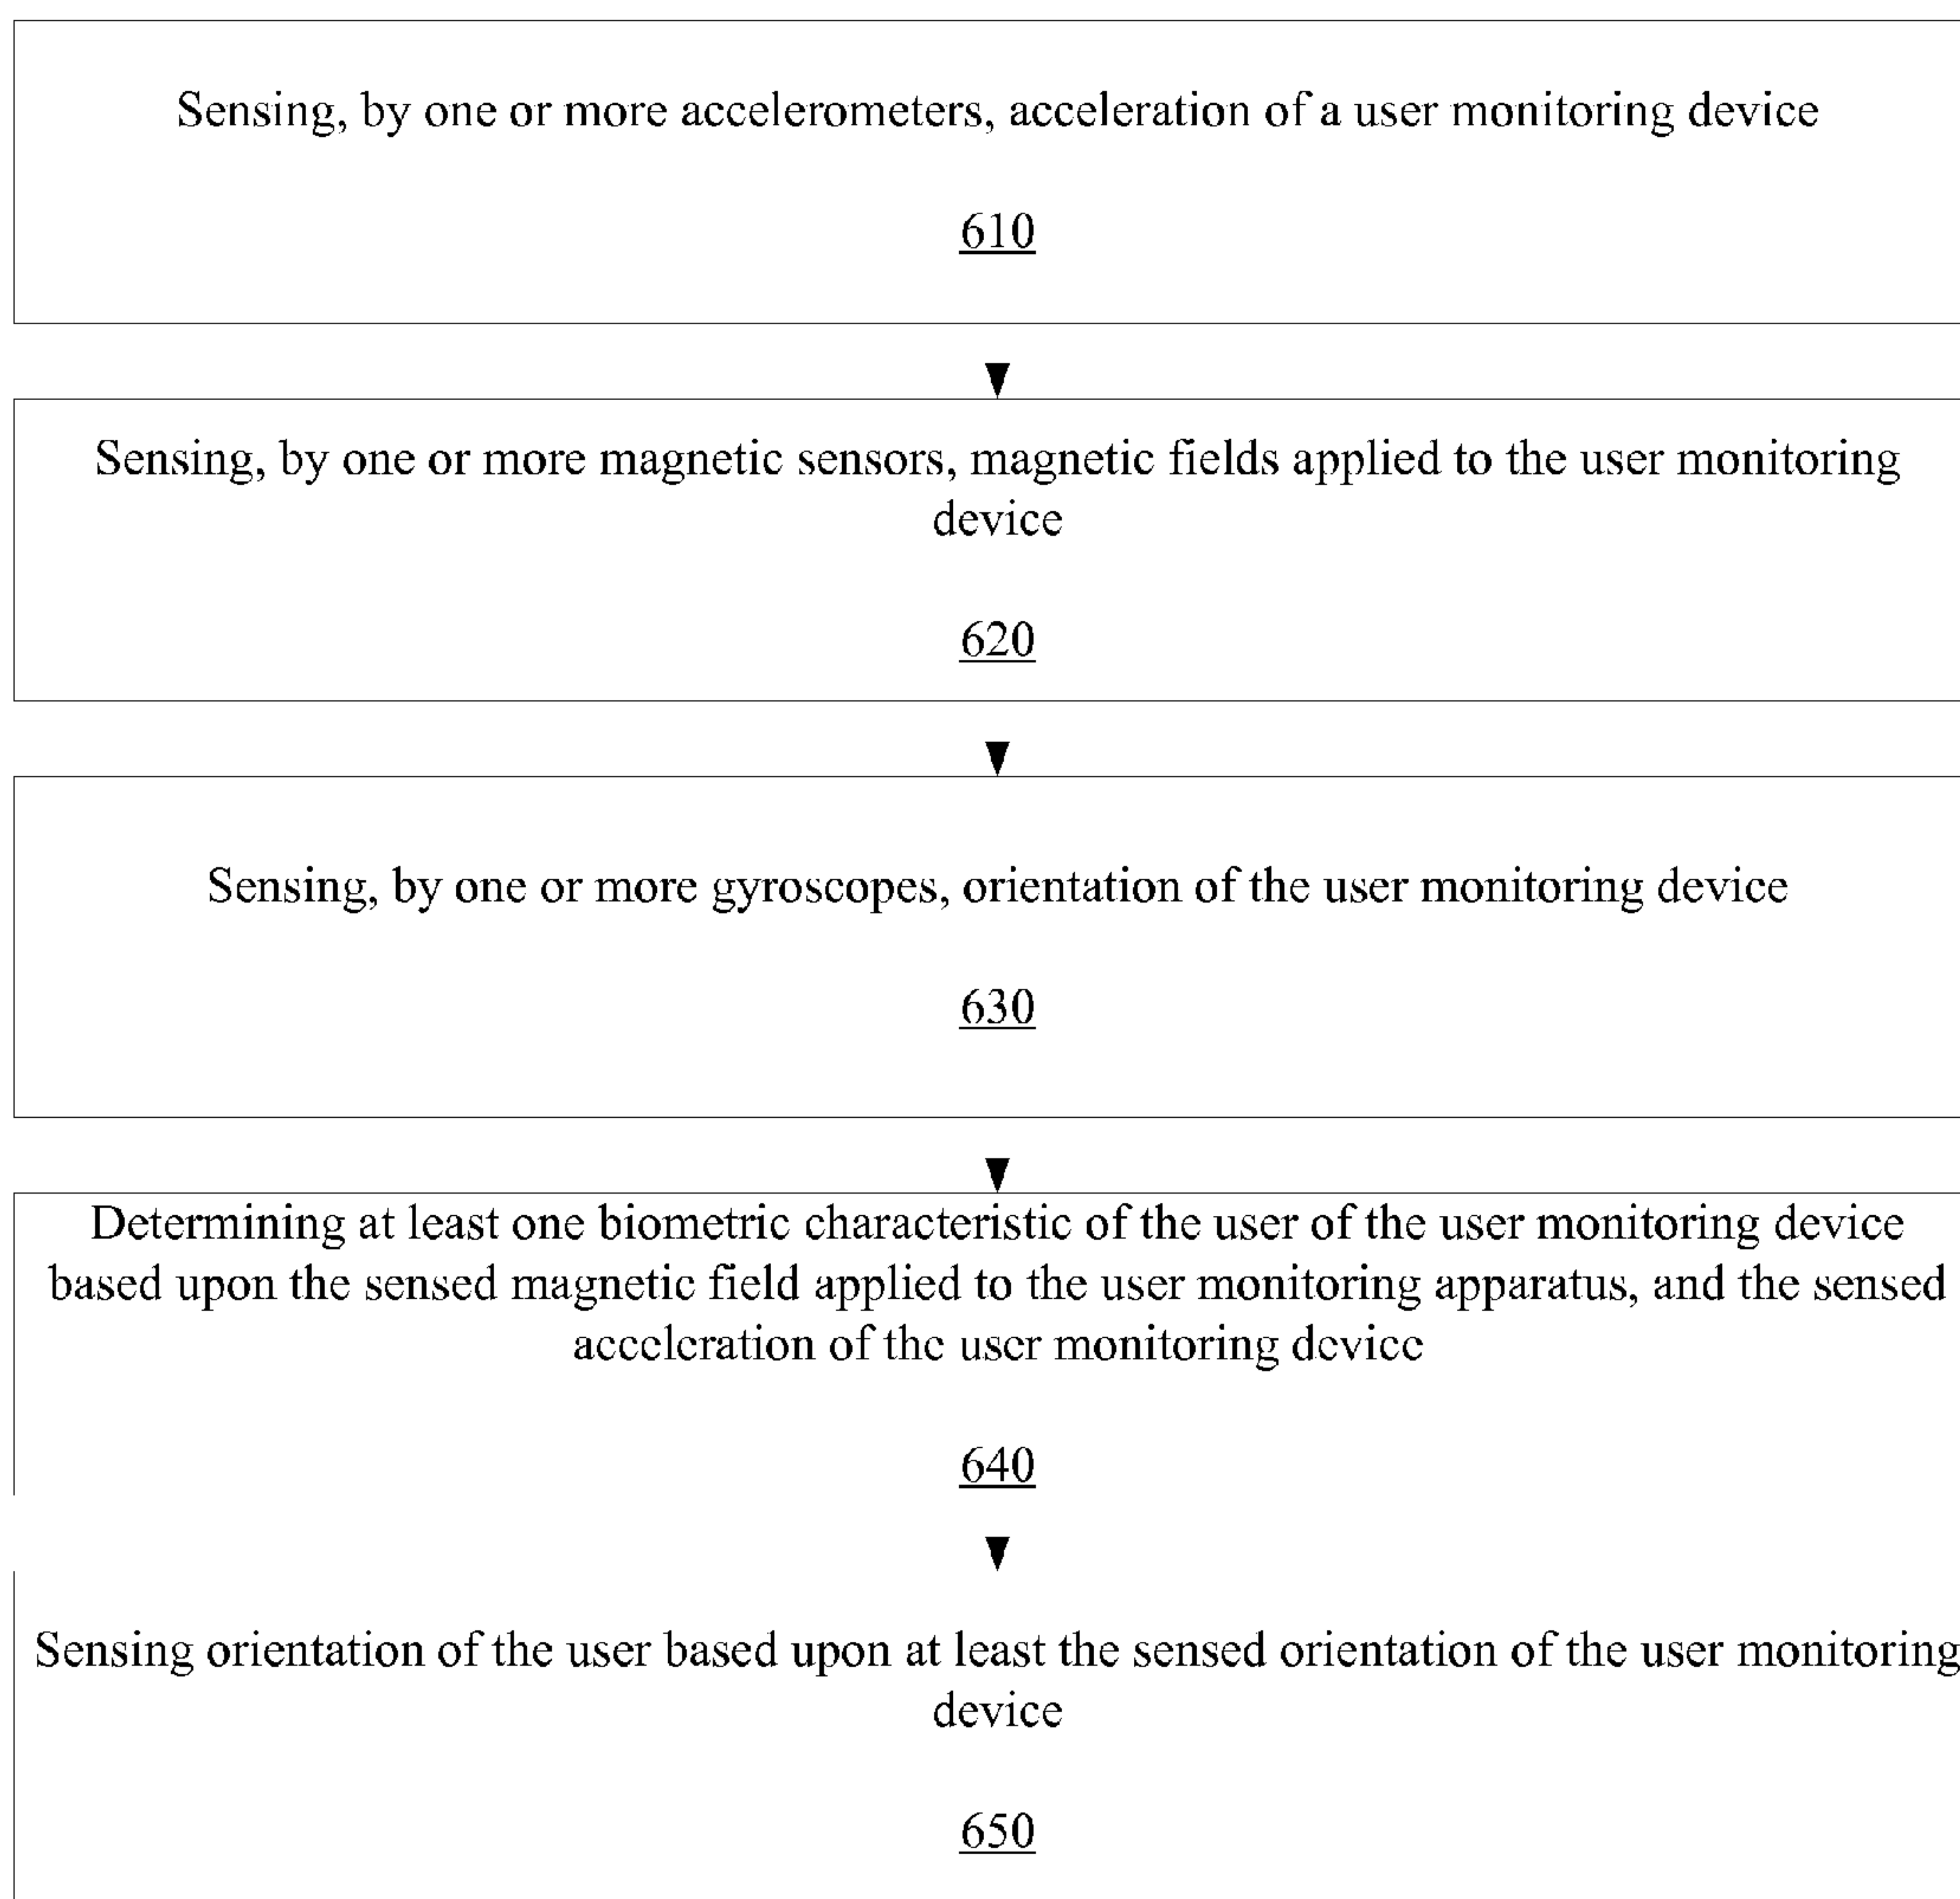 Sensing, by one or more accelerometers, acceleration of a user monitoring device
610
Sensing, by one or more magnetic sensors, magnetic fields applied to the user monitoring
device
620
Sensing, by one or more gyroscopes, orientation of the user monitoring device
630
Determining at least one biometric characteristic of the user of the user monitoring device
based upon the sensed magnetic field applied to the user monitoring apparatus, and the sensed
acceleration of the user monitoring device
640
Sensing orientation of the user based upon at least the sensed orientation of the user monitoring
device
650